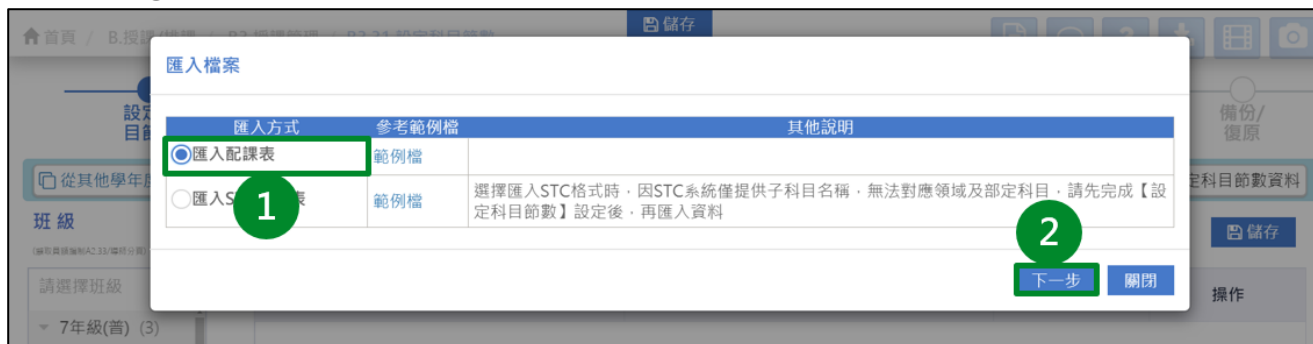 儲存
首頁 / B.授課
匯入檔案
匯入方式 參考範例檔 其他說明
匯入配課表 範例檔
1
匯入S 範例檔 選擇匯入STC格式時，因STC系統僅提供子科目名稱，無法對應領域及部定科目，請先完成【設
定科目節數】設定後，再匯入資料
2
下一步 關閉
備份/
復原
從其他學年
定科目節數資料
班 級
儲存
請選擇班級
操作
7年級(普) (3)